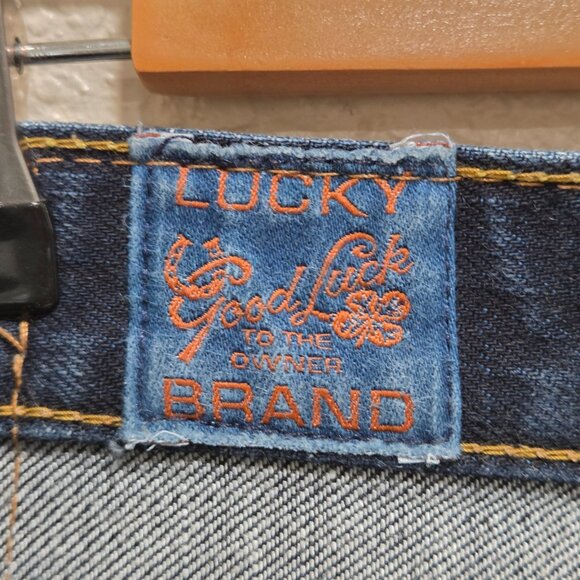 LUCKY
Good Luck
TO THE
OWNER
BRAND